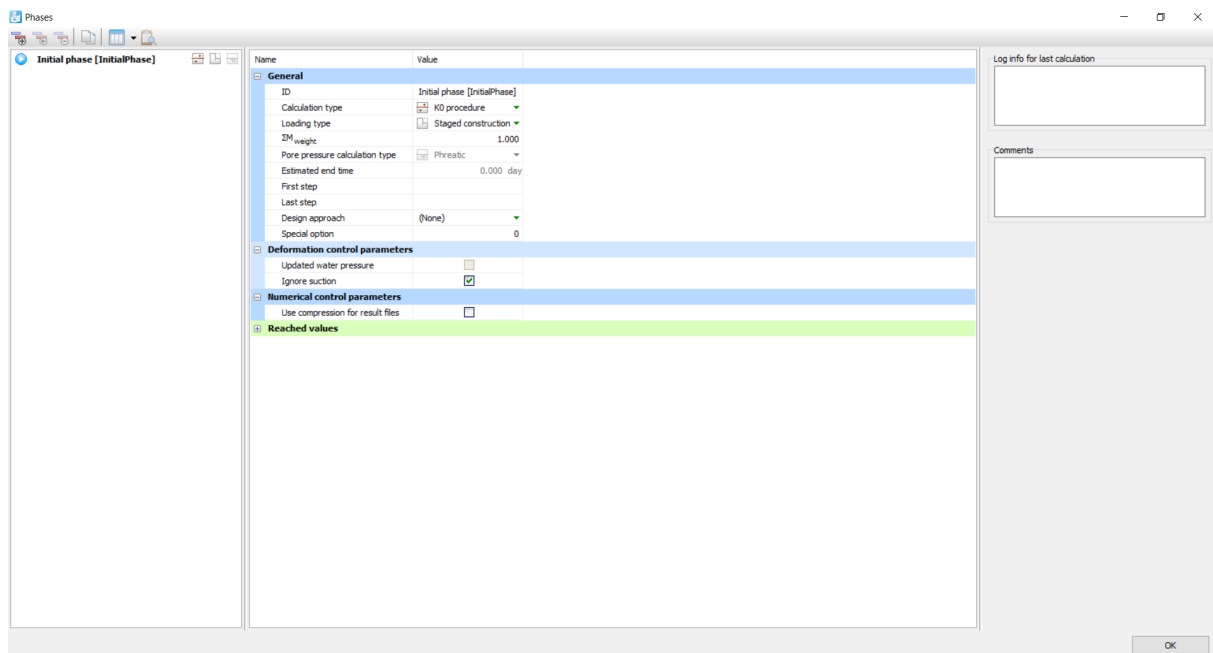 Phases
Initial phase [InitialPhase]
Name Value
General
ID Initial phase [InitialPhase]
Calculation type K0 procedure
Loading type Staged construction
ΣM weight 1.000
Pore pressure calculation type Phreatic
Estimated end time 0.000 day
First step
Last step
Design approach (None)
Special option 0
Deformation control parameters
Updated water pressure
Ignore suction
Numerical control parameters
Use compression for result files
Reached values
Log info for last calculation
Comments
OK